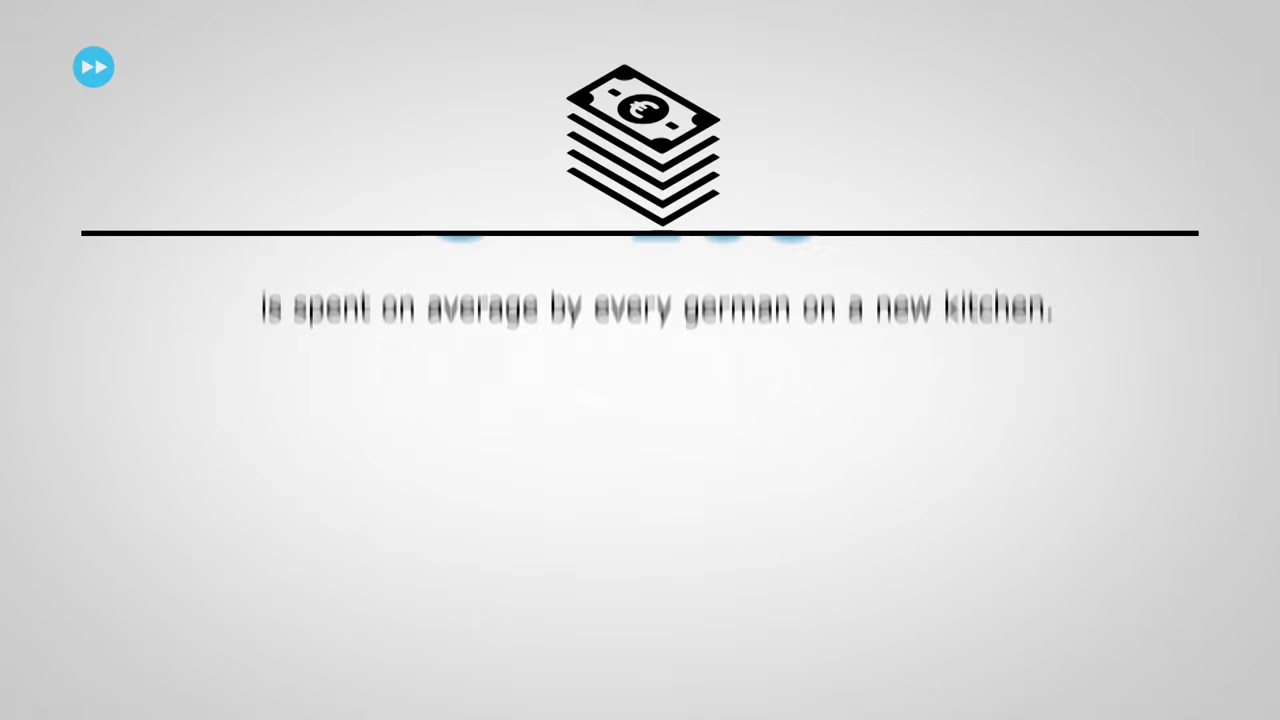 is spent on average by every german on a new kitchen.